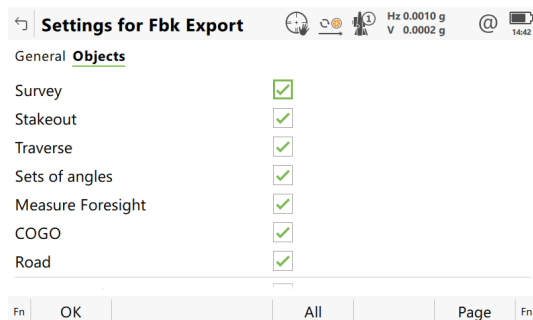 Settings for Fbk Export
1
Hz 0.0010 g
V 0.0002 g
@
14:42
General Objects
Survey
Stakeout
Traverse
Sets of angles
Measure Foresight
COGO
Road
Fn OK All Page Fn